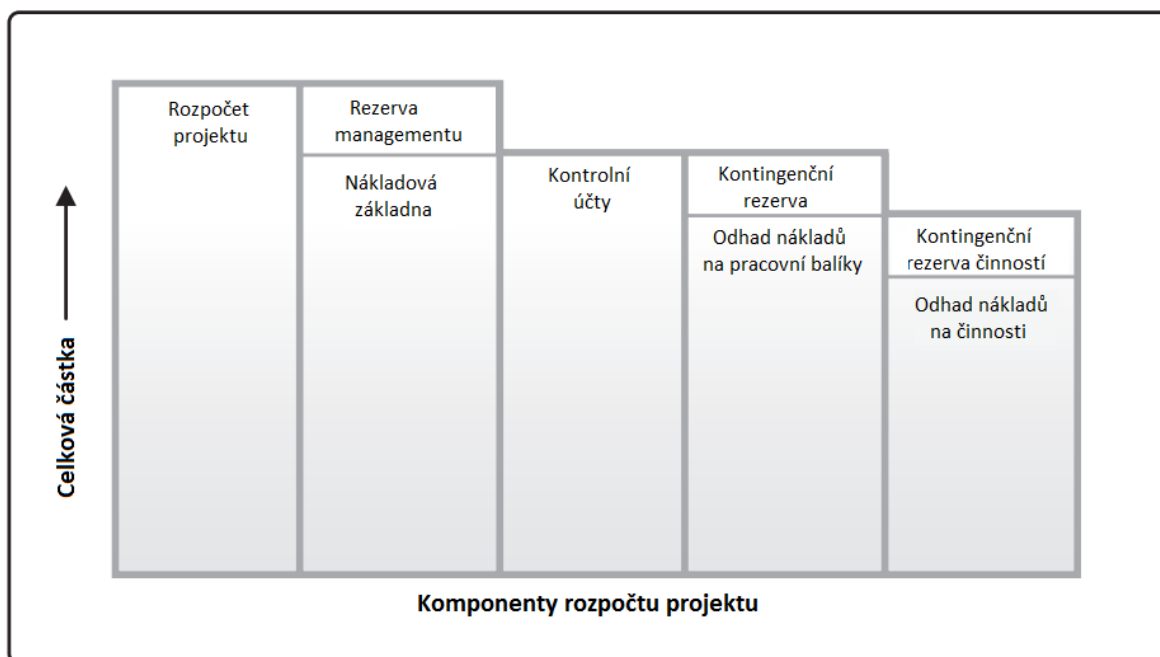 Rozpočet
projektu
Rezerva
managementu
Nákladová
základna
Kontrolní
účty
Kontingenční
rezerva
Odhad nákladů
na pracovní balíky
Kontingenční
rezerva činností
Odhad nákladů
na činnosti
Celková částka
Komponenty rozpočtu projektu